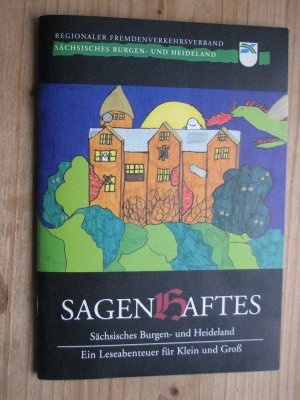 REGIONALER FREMDENVERKEHRSVERBAND
SÄCHSISCHES BURGEN- UND HEIDELAND
SAGENHAFTES
Sächsisches Burgen- und Heideland
Ein Leseabenteuer für Klein und Groß